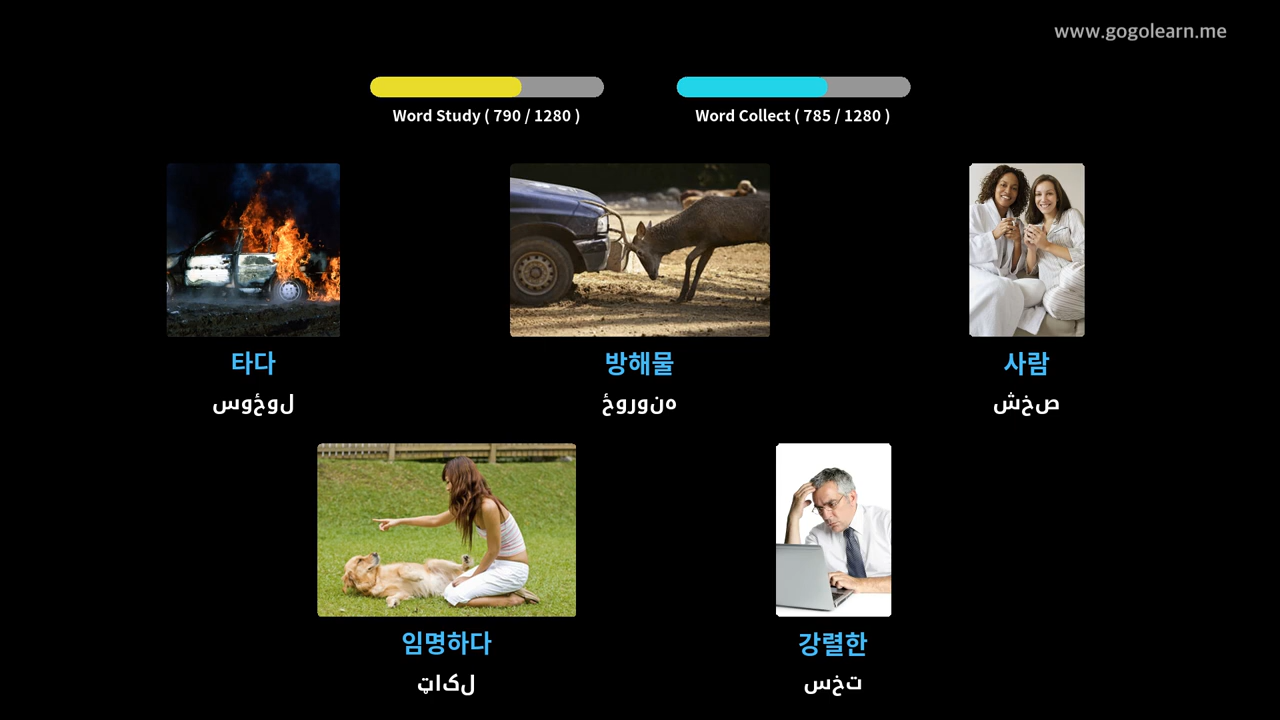 www.gogolearn.me
Word Study ( 790 / 1280 )
Word Collect ( 785 / 1280 )
타다
لوځوس
방해물
هنوروځ
사람
صخش
임명하다
لکاټ
강렬한
تخس